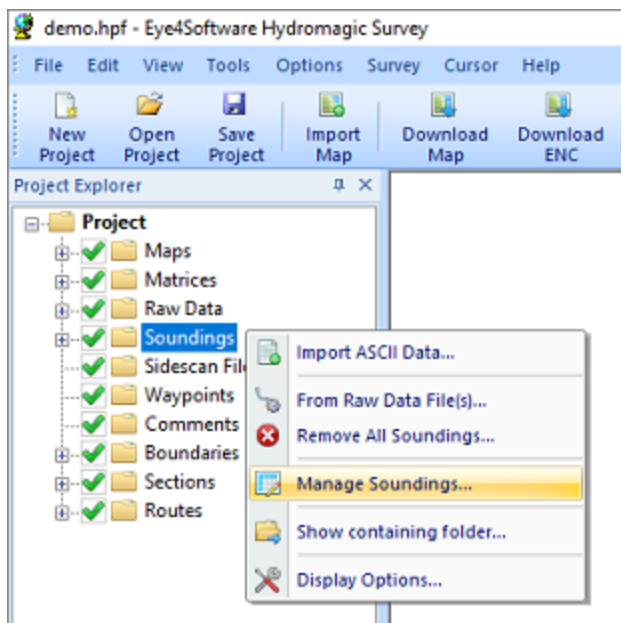 demo.hpf - Eye4Software Hydromagic Survey
File Edit View Tools Options Survey Cursor Help
New Project Open Project Save Project Import Map Download Map Download ENC
Project Explorer
Project
Maps
Matrices
Raw Data
Soundings
Import ASCII Data...
Sidescan
Waypoints
From Raw Data File(s)...
Comments
Remove All Soundings...
Boundaries
Sections
Manage Soundings...
Routes
Show containing folder...
Display Options...